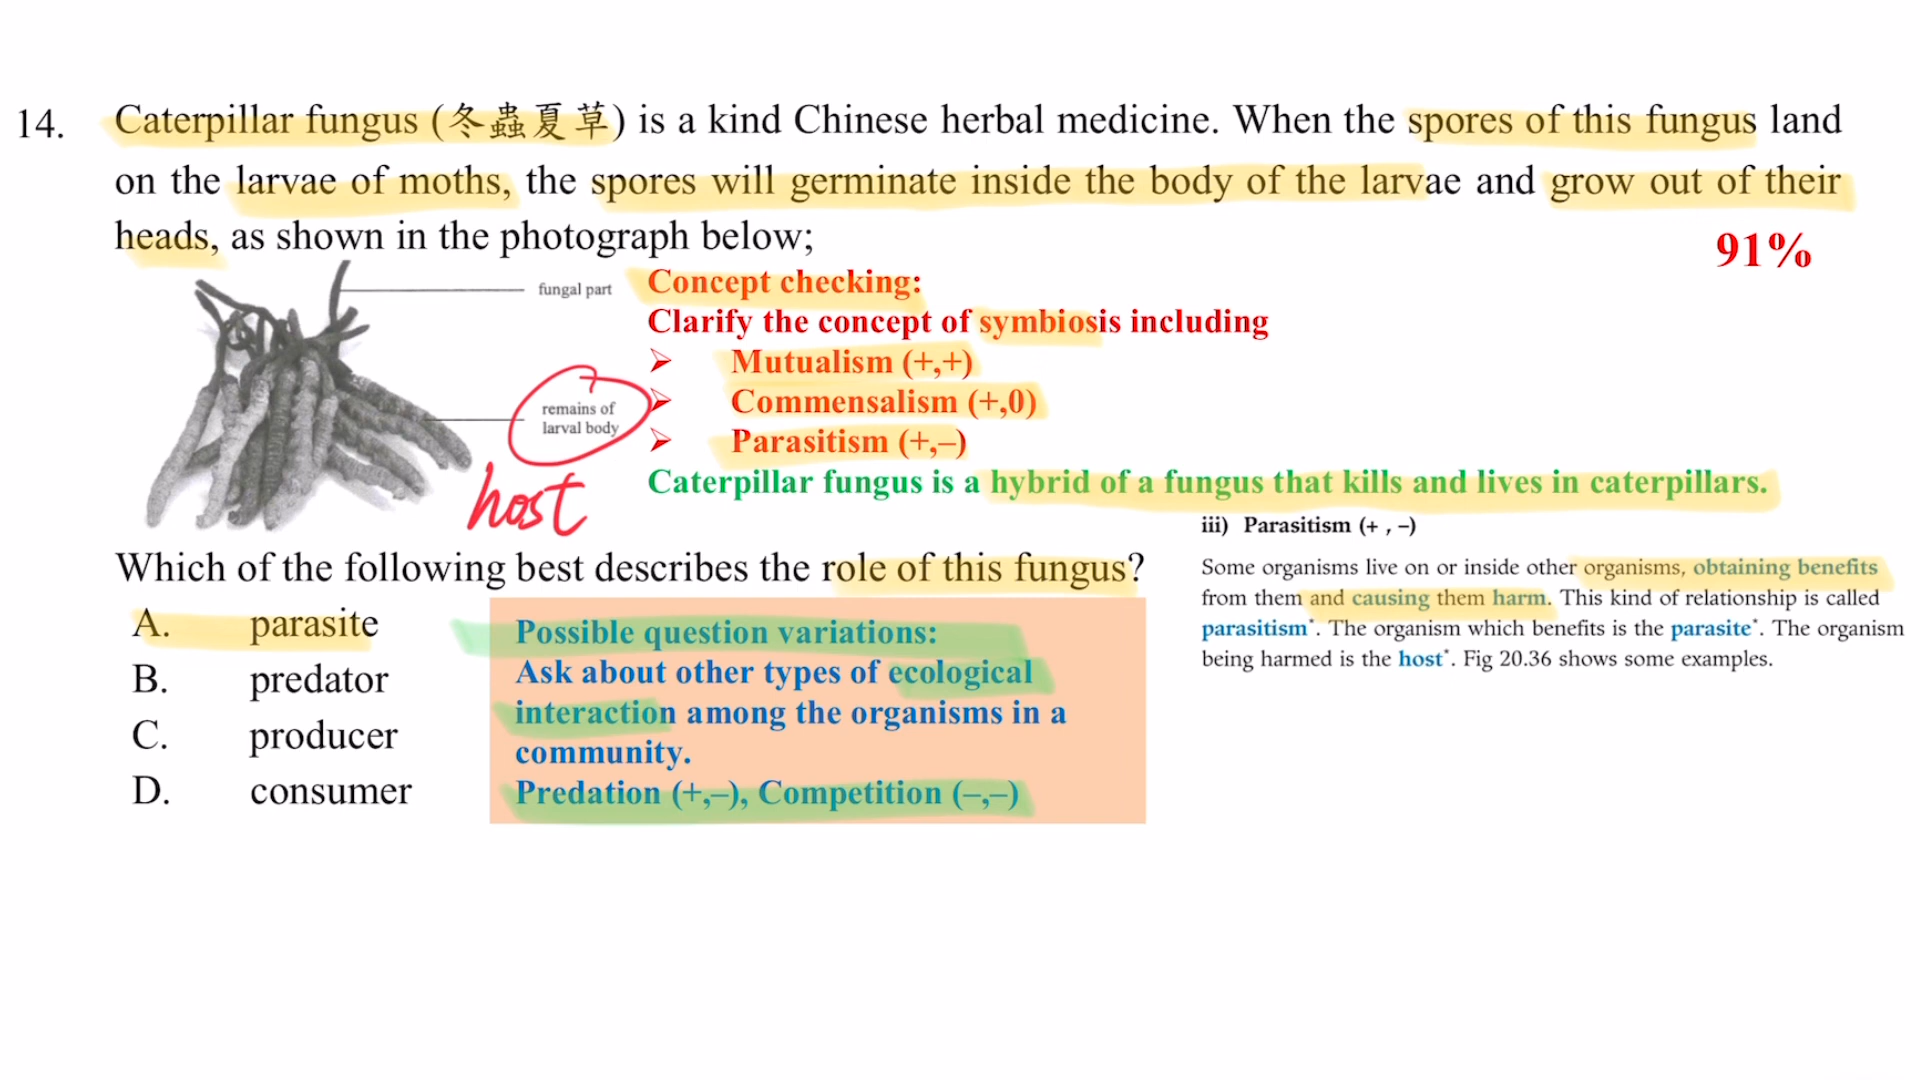 14. Caterpillar fungus (冬蟲夏草) is a kind Chinese herbal medicine. When the spores of this fungus land
on the larvae of moths, the spores will germinate inside the body of the larvae and grow out of their
heads, as shown in the photograph below;
91%
fungal part
remains of
larval body
host
Concept checking:
Clarify the concept of symbiosis including
➢ Mutualism (+,+)
➢ Commensalism (+,0)
➢ Parasitism (+,–)
Caterpillar fungus is a hybrid of a fungus that kills and lives in caterpillars.
Which of the following best describes the role of this fungus?
A. parasite
B. predator
C. producer
D. consumer
Possible question variations:
Ask about other types of ecological
interaction among the organisms in a
community.
Predation (+,–), Competition (–,–)
iii) Parasitism (+ , –)
Some organisms live on or inside other organisms, obtaining benefits
from them and causing them harm. This kind of relationship is called
parasitism*. The organism which benefits is the parasite*. The organism
being harmed is the host*. Fig 20.36 shows some examples.